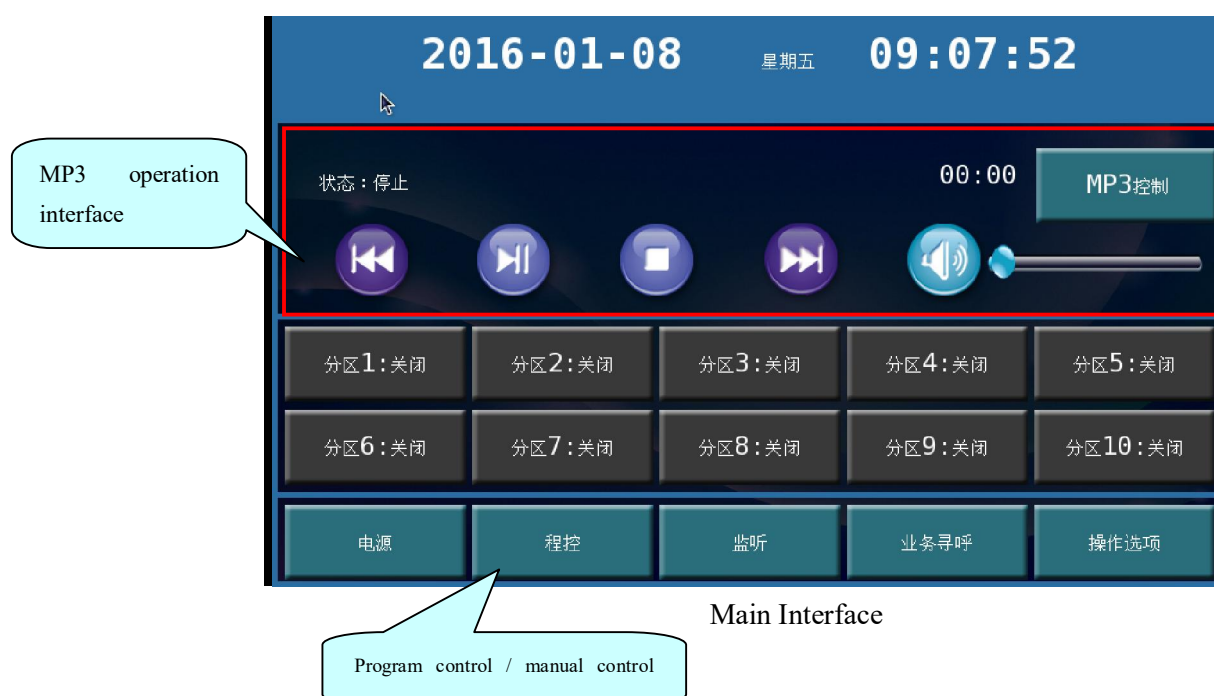 2016-01-08 星期五 09:07:52
MP3 operation
interface
状态:停止 00:00 MP3控制
分区1:关闭 分区2:关闭 分区3:关闭 分区4:关闭 分区5:关闭
分区6:关闭 分区7:关闭 分区8:关闭 分区9:关闭 分区10:关闭
电源 程控 监听 业务寻呼 操作选项
Main Interface
Program control / manual control